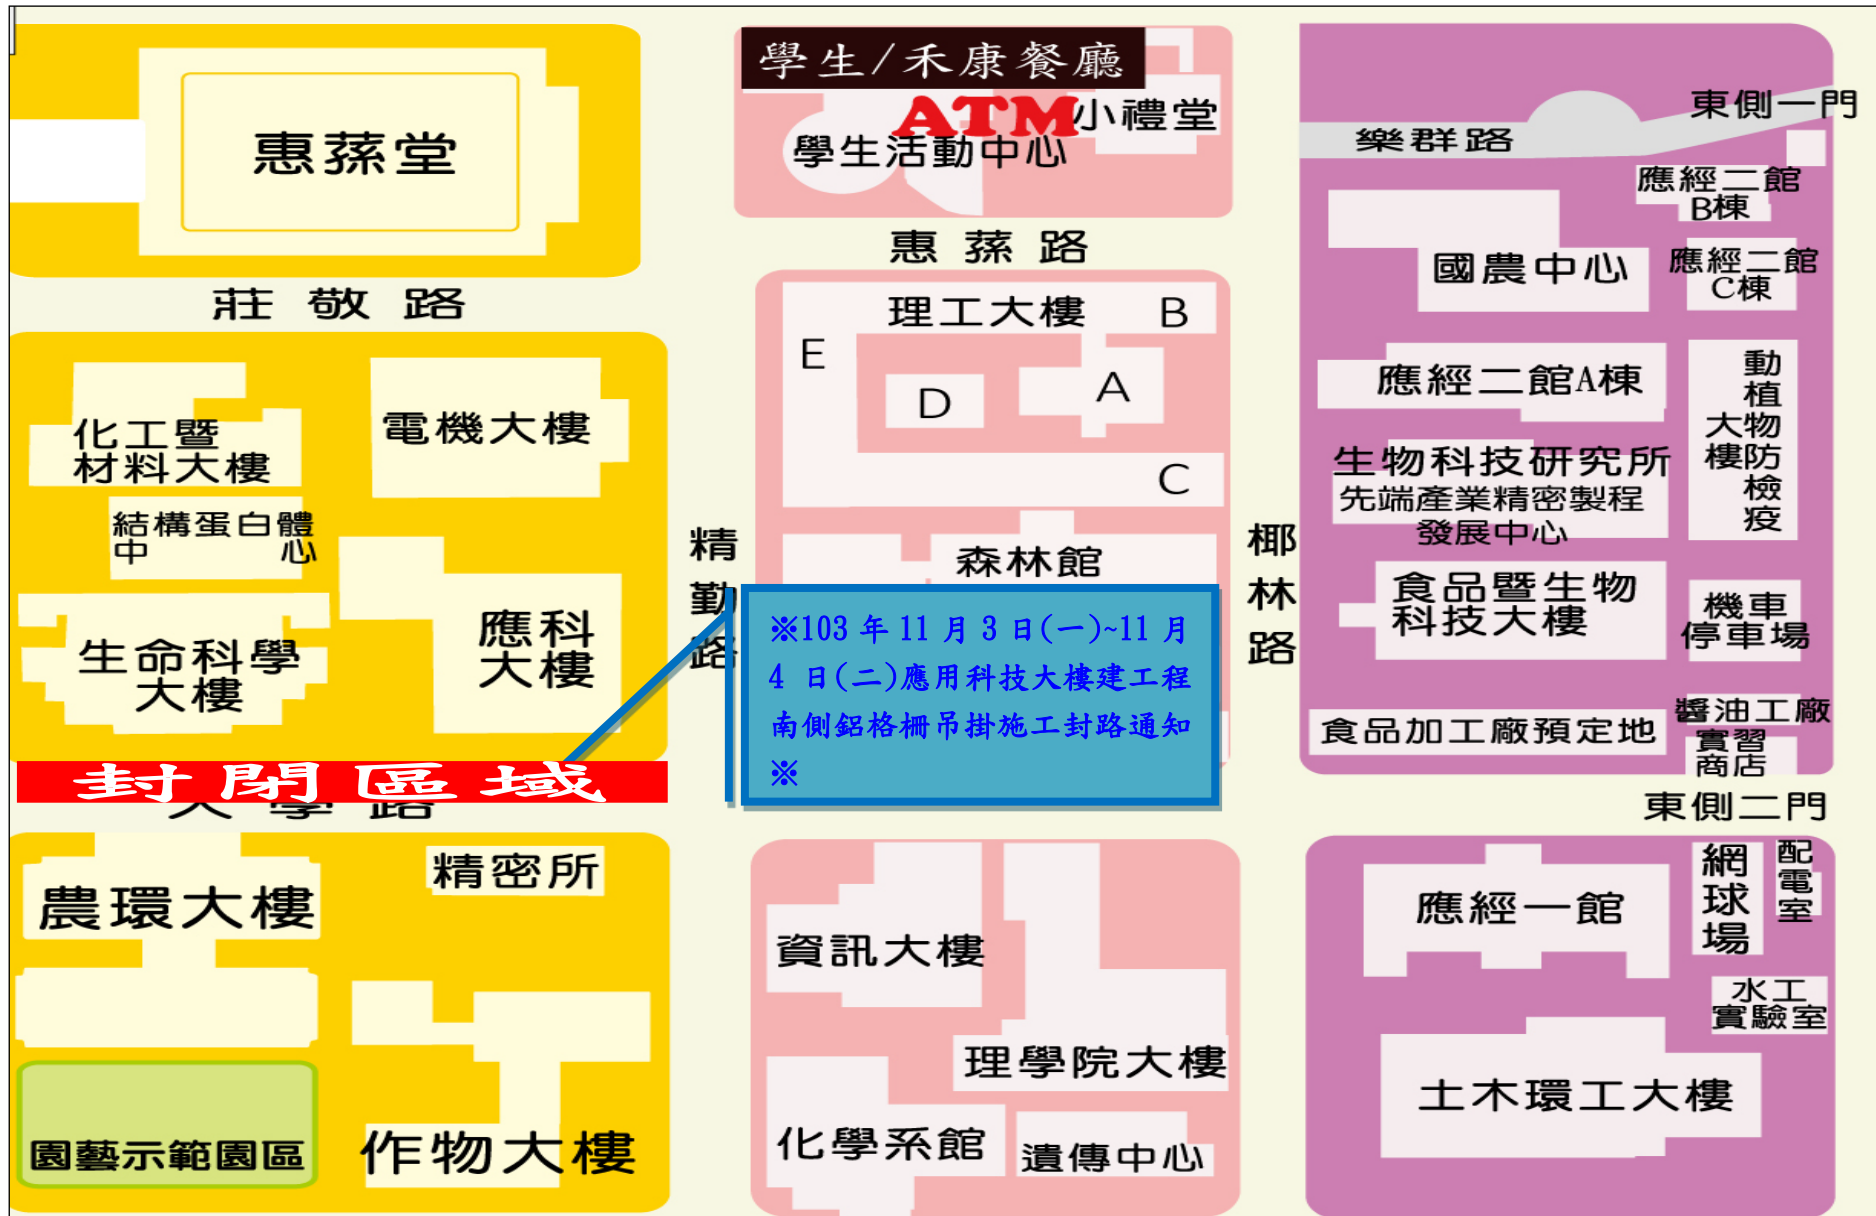 惠蓀堂
莊敬路
化工暨
材料大樓
電機大樓
結構蛋白體
中心
生命科學
大樓
應科
大樓
封閉區域
大學路
農環大樓
精密所
園藝示範園區
作物大樓
學生/禾康餐廳
ATM
小禮堂
學生活動中心
惠蓀路
理工大樓
B
E
D
A
C
森林館
精勤路
※103 年 11 月 3 日(一)~11 月
4 日(二)應用科技大樓建工程
南側鋁格柵吊掛施工封路通知
※
資訊大樓
理學院大樓
化學系館
遺傳中心
椰林路
東側一門
樂群路
應經二館
B棟
國農中心
應經二館
C棟
應經二館A棟
動植物防檢疫
大樓
生物科技研究所
先端產業精密製程
發展中心
食品暨生物
科技大樓
機車
停車場
食品加工廠預定地
醬油工廠
實習
商店
東側二門
應經一館
網球場
配電室
水工
實驗室
土木環工大樓